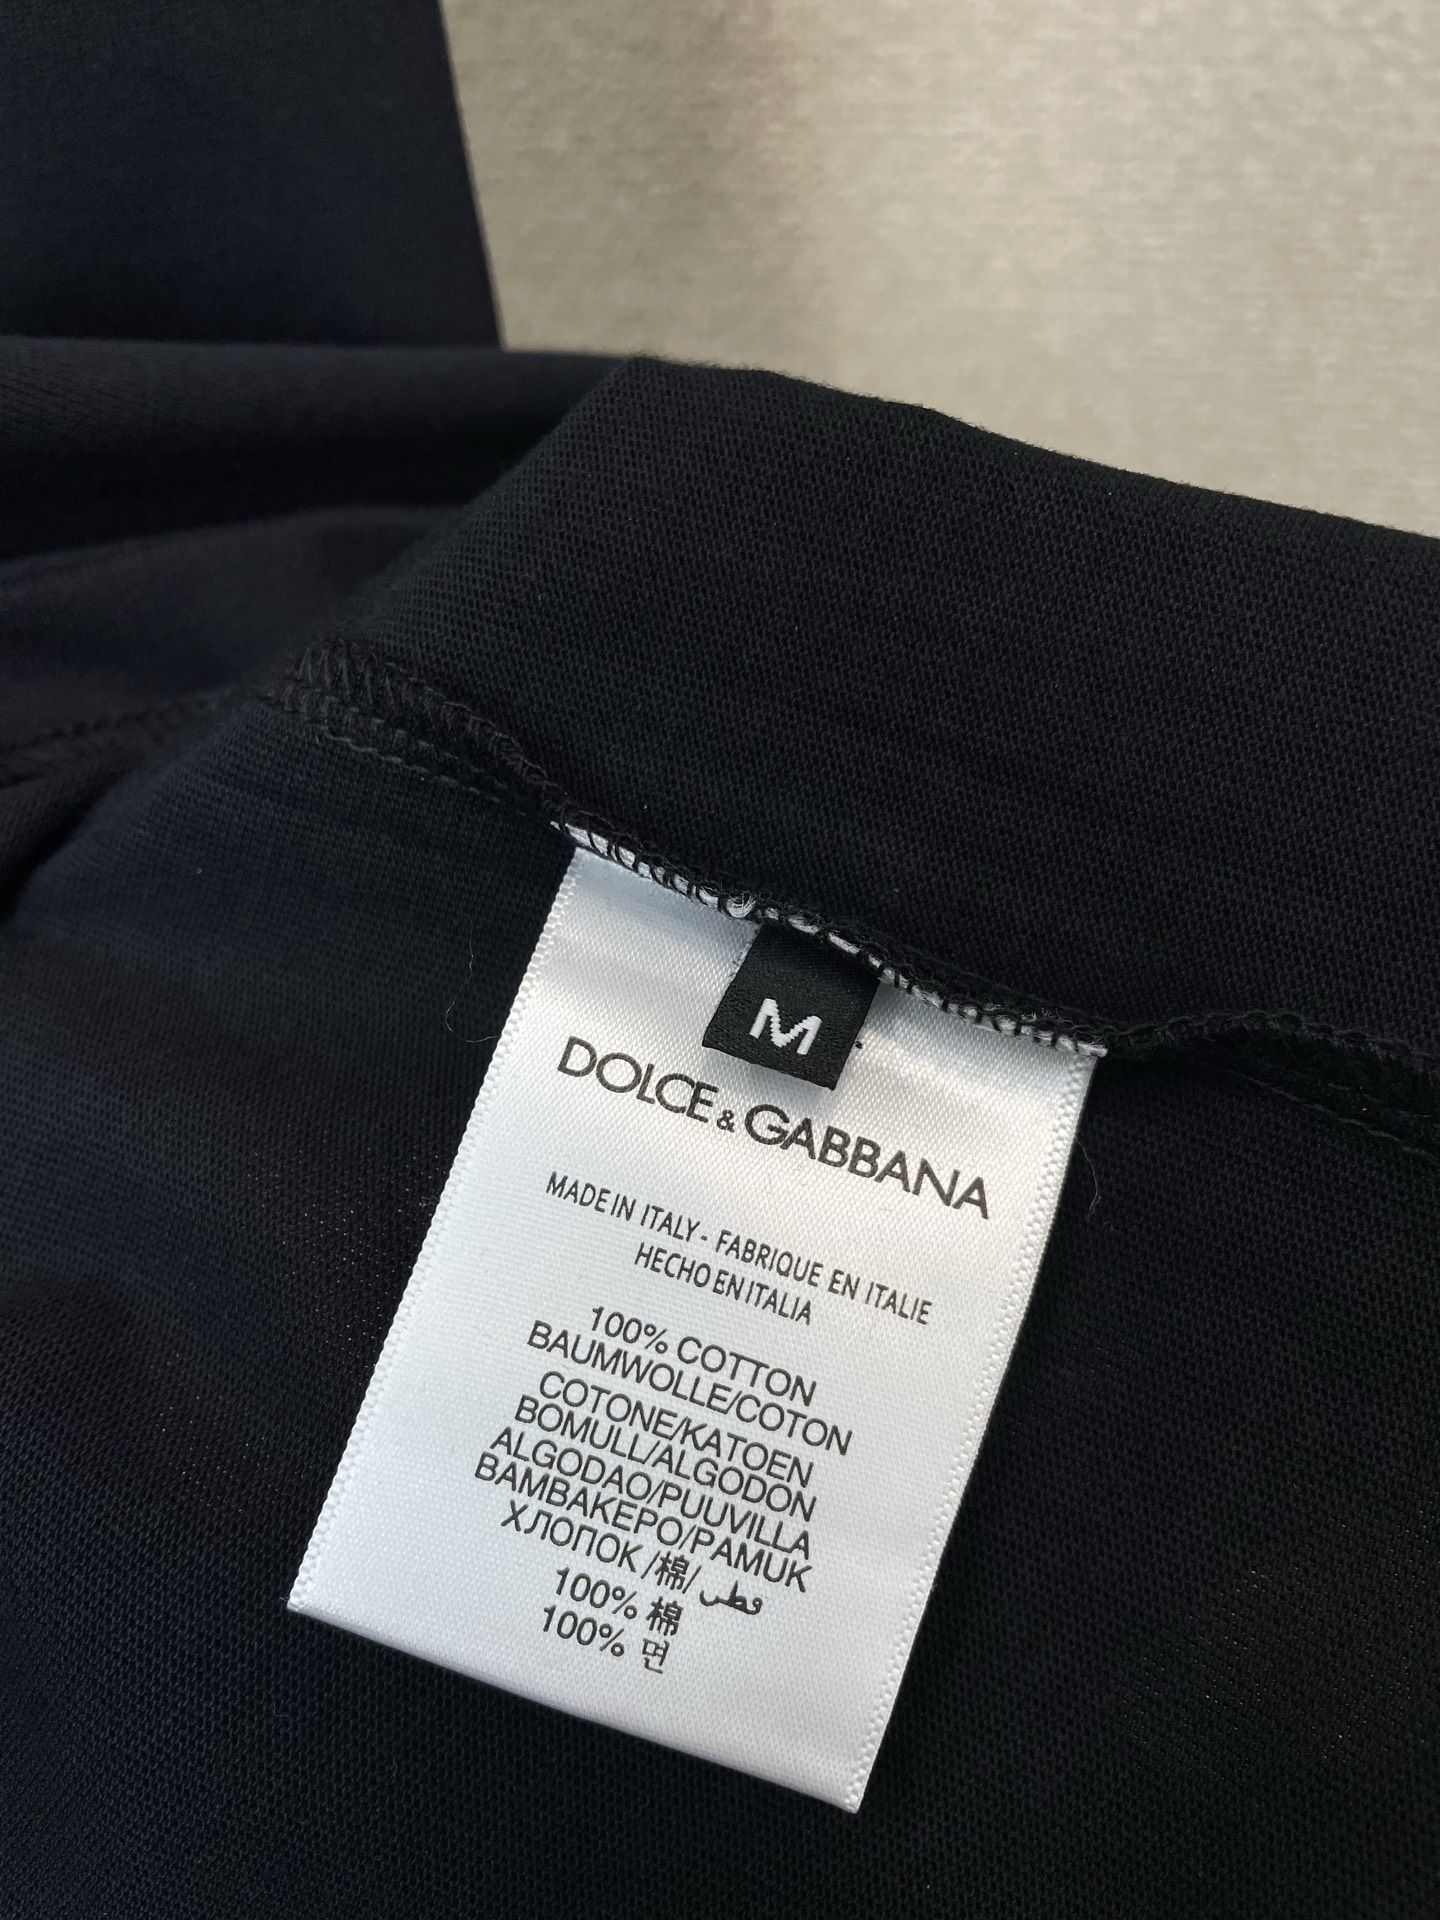 M
DOLCE & GABBANA
MADE IN ITALY - FABRIQUE EN ITALIE
HECHO EN ITALIA
100% COTTON
BAUMWOLLE/COTON
COTONE/KATOEN
BOMULL/ALGODON
ALGODAO/PUUVILLA
BAMBAKEPO/PAMUK
ХЛОПОК /棉/ قطن
100% 棉
100% 면